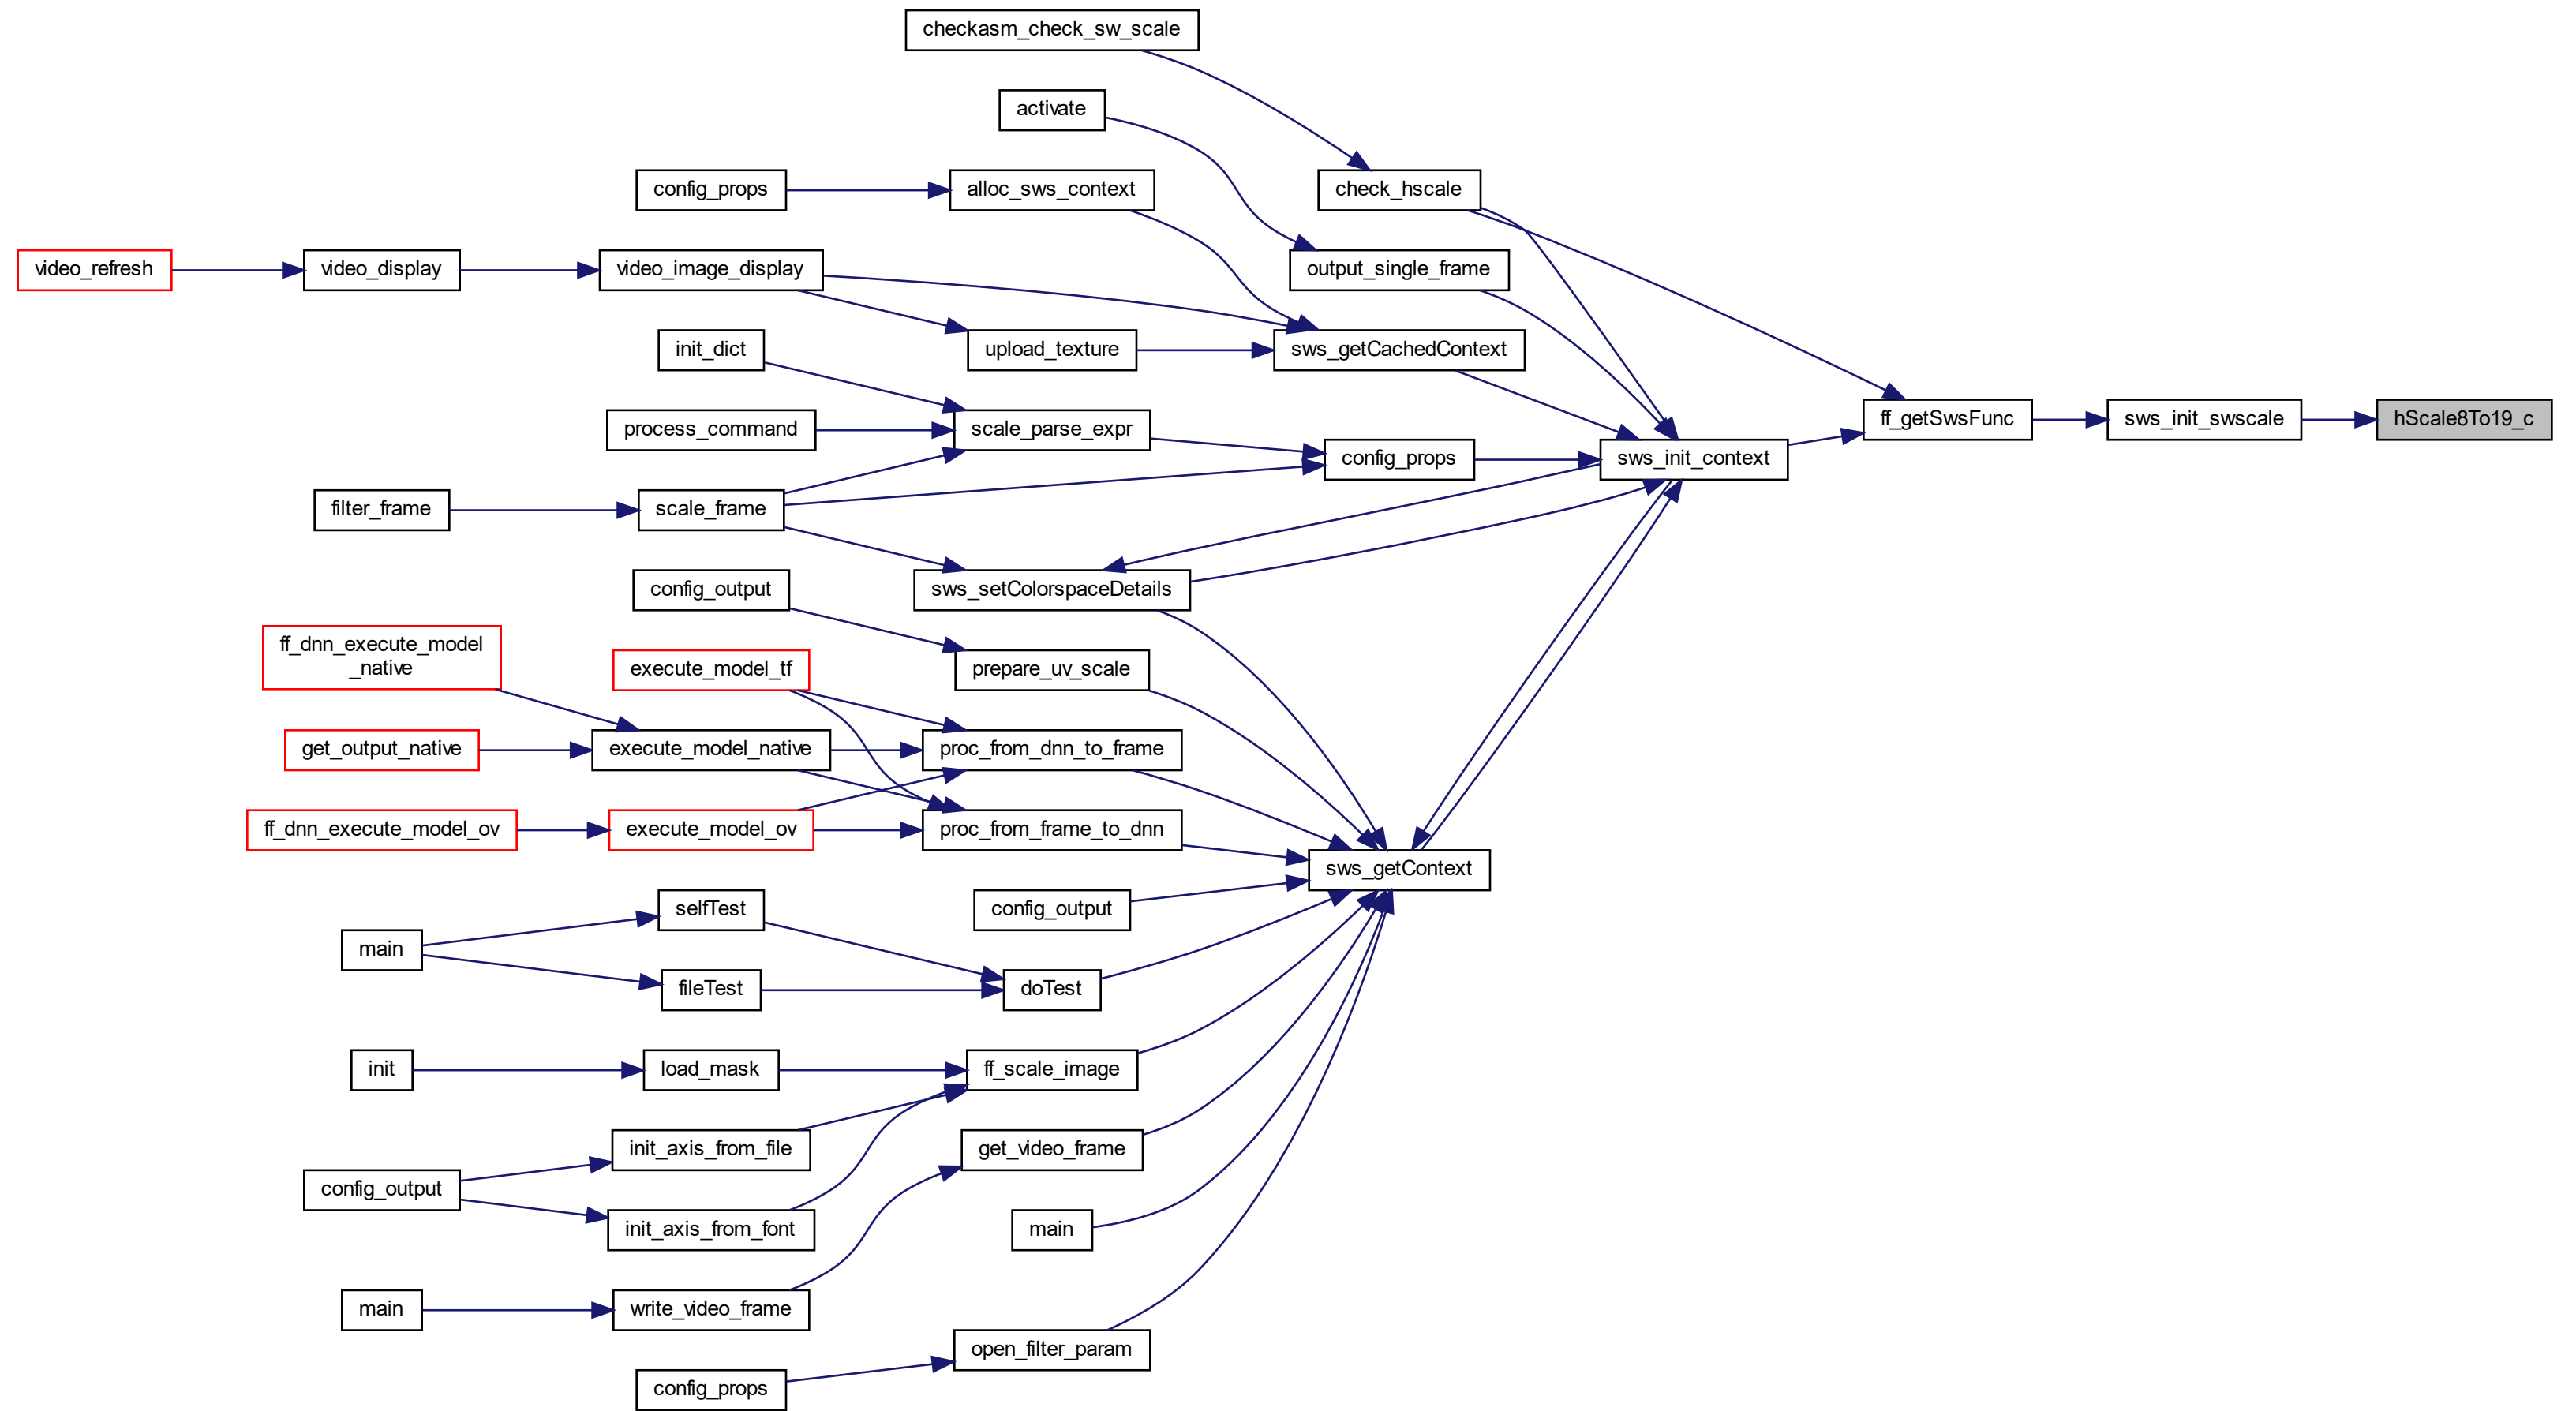 checkasm_check_sw_scale
activate
config_props
alloc_sws_context
check_hscale
video_refresh
video_display
video_image_display
output_single_frame
init_dict
upload_texture
sws_getCachedContext
process_command
scale_parse_expr
ff_getSwsFunc
sws_init_swscale
hScale8To19_c
config_props
sws_init_context
filter_frame
scale_frame
config_output
sws_setColorspaceDetails
ff_dnn_execute_model
_native
execute_model_tf
prepare_uv_scale
get_output_native
execute_model_native
proc_from_dnn_to_frame
ff_dnn_execute_model_ov
execute_model_ov
proc_from_frame_to_dnn
sws_getContext
selfTest
config_output
main
fileTest
doTest
init
load_mask
ff_scale_image
init_axis_from_file
get_video_frame
config_output
init_axis_from_font
main
main
write_video_frame
open_filter_param
config_props